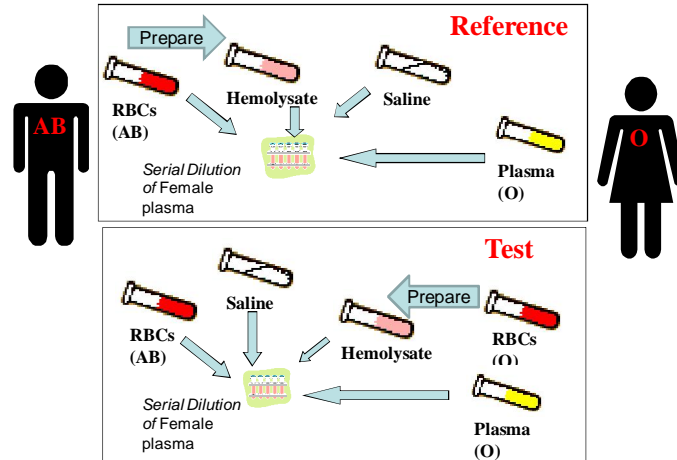 Reference
Prepare
RBCs
(AB)
Hemolysate
Saline
AB
O
Serial Dilution
of Female
plasma
Plasma
(O)
Test
Saline
Prepare
RBCs
(AB)
Hemolysate
RBCs
(O)
Serial Dilution
of Female
plasma
Plasma
(O)